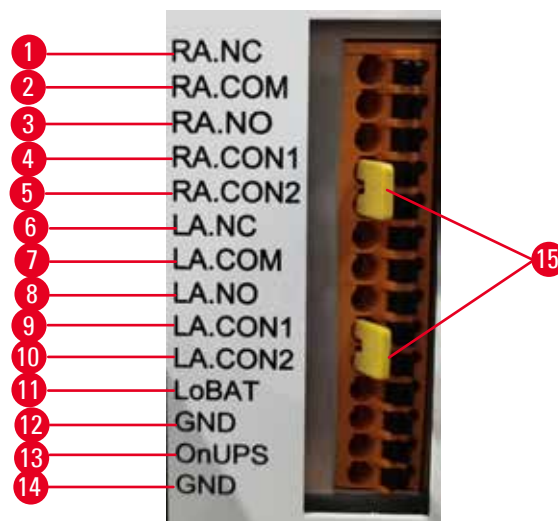 1 RA.NC
2 RA.COM
3 RA.NO
4 RA.CON1
5 RA.CON2
6 LA.NC
7 LA.COM
8 LA.NO
15
9 LA.CON1
10 LA.CON2
11 LoBAT
12 GND
13 OnUPS
14 GND